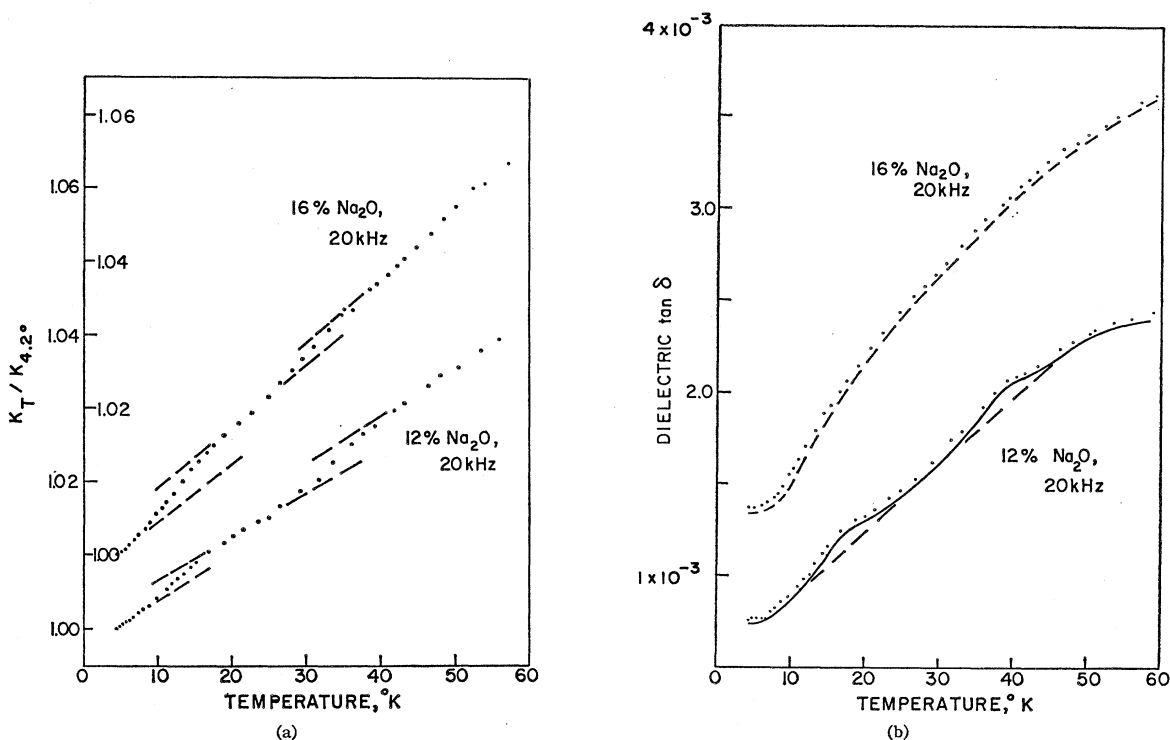 1.06
1.06
1.04
1.04
1.02
1.02
1.00
1.00
K_T / K_4.2°
16% Na₂O,
20kHz
12% Na₂O,
20kHz
0 10 20 30 40 50 60
TEMPERATURE, °K
(a)
4×10⁻³
3.0
2.0
1×10⁻³
DIELECTRIC tan δ
16% Na₂O,
20kHz
12% Na₂O,
20kHz
0 10 20 30 40 50 60
TEMPERATURE, °K
(b)